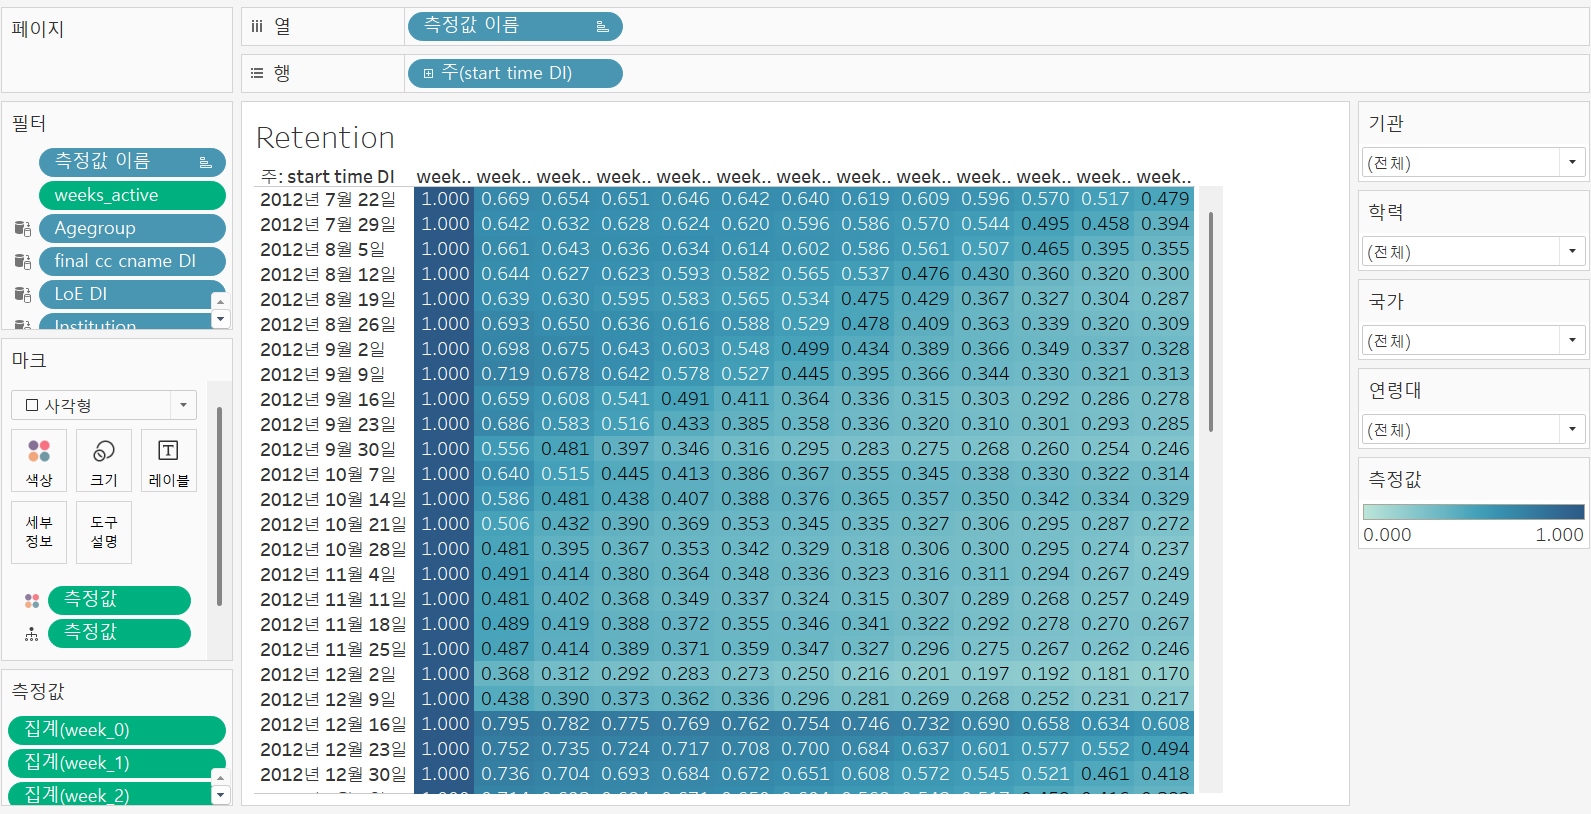 페이지
iii 열
측정값 이름
행
주(start time DI)
필터
측정값 이름
weeks_active
Agegroup
final cc cname DI
LoE DI
Institution
마크
사각형
색상
크기
레이블
세부
정보
도구
설명
측정값
측정값
측정값
집계(week_0)
집계(week_1)
집계(week_2)
Retention
주: start time DI week.. week.. week.. week.. week.. week.. week.. week.. week.. week.. week.. week.. week..
2012년 7월 22일 1.000 0.669 0.654 0.651 0.646 0.642 0.640 0.619 0.609 0.596 0.570 0.517 0.479
2012년 7월 29일 1.000 0.642 0.632 0.628 0.624 0.620 0.596 0.586 0.570 0.544 0.495 0.458 0.394
2012년 8월 5일 1.000 0.661 0.643 0.636 0.634 0.614 0.602 0.586 0.561 0.507 0.465 0.395 0.355
2012년 8월 12일 1.000 0.644 0.627 0.623 0.593 0.582 0.565 0.537 0.476 0.430 0.360 0.320 0.300
2012년 8월 19일 1.000 0.639 0.630 0.595 0.583 0.565 0.534 0.475 0.429 0.367 0.327 0.304 0.287
2012년 8월 26일 1.000 0.693 0.650 0.636 0.616 0.588 0.529 0.478 0.409 0.363 0.339 0.320 0.309
2012년 9월 2일 1.000 0.698 0.675 0.643 0.603 0.548 0.499 0.434 0.389 0.366 0.349 0.337 0.328
2012년 9월 9일 1.000 0.719 0.678 0.642 0.578 0.527 0.445 0.395 0.366 0.344 0.330 0.321 0.313
2012년 9월 16일 1.000 0.659 0.608 0.541 0.491 0.411 0.364 0.336 0.315 0.303 0.292 0.286 0.278
2012년 9월 23일 1.000 0.686 0.583 0.516 0.433 0.385 0.358 0.336 0.320 0.310 0.301 0.293 0.285
2012년 9월 30일 1.000 0.556 0.481 0.397 0.346 0.316 0.295 0.283 0.275 0.268 0.260 0.254 0.246
2012년 10월 7일 1.000 0.640 0.515 0.445 0.413 0.386 0.367 0.355 0.345 0.338 0.330 0.322 0.314
2012년 10월 14일 1.000 0.586 0.481 0.438 0.407 0.388 0.376 0.365 0.357 0.350 0.342 0.334 0.329
2012년 10월 21일 1.000 0.506 0.432 0.390 0.369 0.353 0.345 0.335 0.327 0.306 0.295 0.287 0.272
2012년 10월 28일 1.000 0.481 0.395 0.367 0.353 0.342 0.329 0.318 0.306 0.300 0.295 0.274 0.237
2012년 11월 4일 1.000 0.491 0.414 0.380 0.364 0.348 0.336 0.323 0.316 0.311 0.294 0.267 0.249
2012년 11월 11일 1.000 0.481 0.402 0.368 0.349 0.337 0.324 0.315 0.307 0.289 0.268 0.257 0.249
2012년 11월 18일 1.000 0.489 0.419 0.388 0.372 0.355 0.346 0.341 0.322 0.292 0.278 0.270 0.267
2012년 11월 25일 1.000 0.487 0.414 0.389 0.371 0.359 0.347 0.327 0.296 0.275 0.267 0.262 0.246
2012년 12월 2일 1.000 0.368 0.312 0.292 0.283 0.273 0.250 0.216 0.201 0.197 0.192 0.181 0.170
2012년 12월 9일 1.000 0.438 0.390 0.373 0.362 0.336 0.296 0.281 0.269 0.268 0.252 0.231 0.217
2012년 12월 16일 1.000 0.795 0.782 0.775 0.769 0.762 0.754 0.746 0.732 0.690 0.658 0.634 0.608
2012년 12월 23일 1.000 0.752 0.735 0.724 0.717 0.708 0.700 0.684 0.637 0.601 0.577 0.552 0.494
2012년 12월 30일 1.000 0.736 0.704 0.693 0.684 0.672 0.651 0.608 0.572 0.545 0.521 0.461 0.418
기관
(전체)
학력
(전체)
국가
(전체)
연령대
(전체)
측정값
0.000 1.000